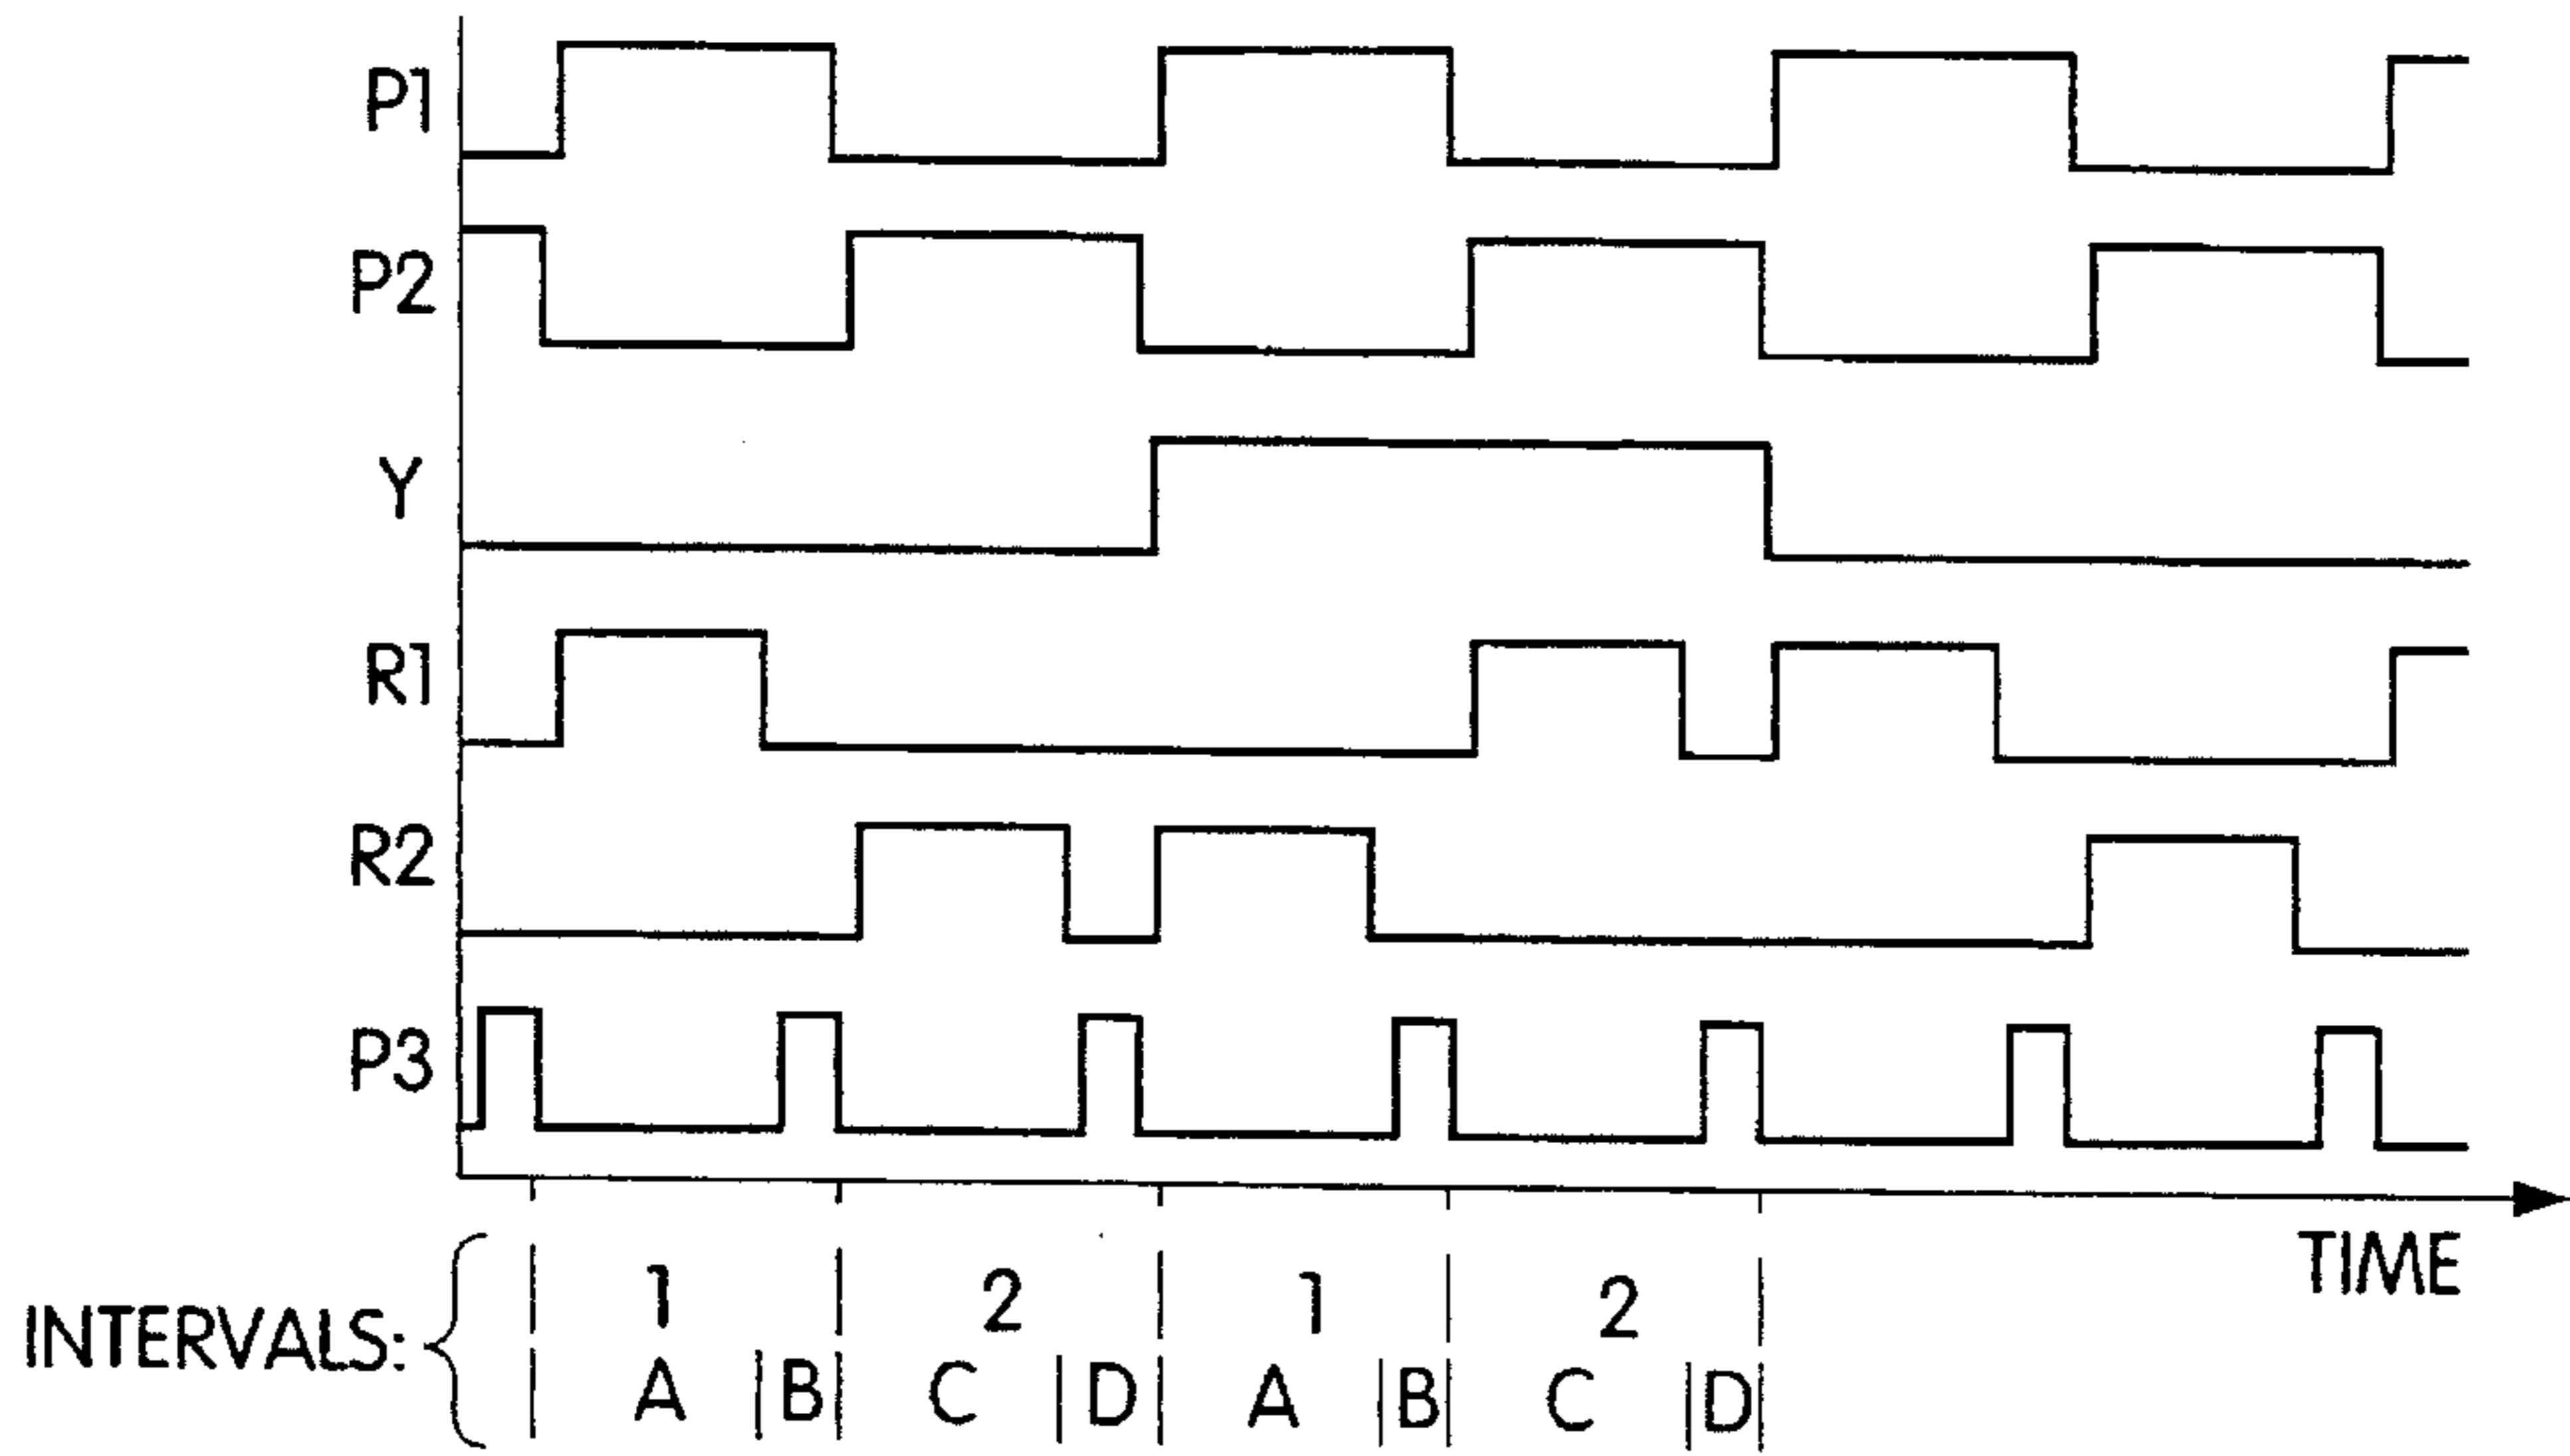 P1
P2
Y
R1
R2
P3
TIME
INTERVALS:
1 2 1 2
A B C D A B C D